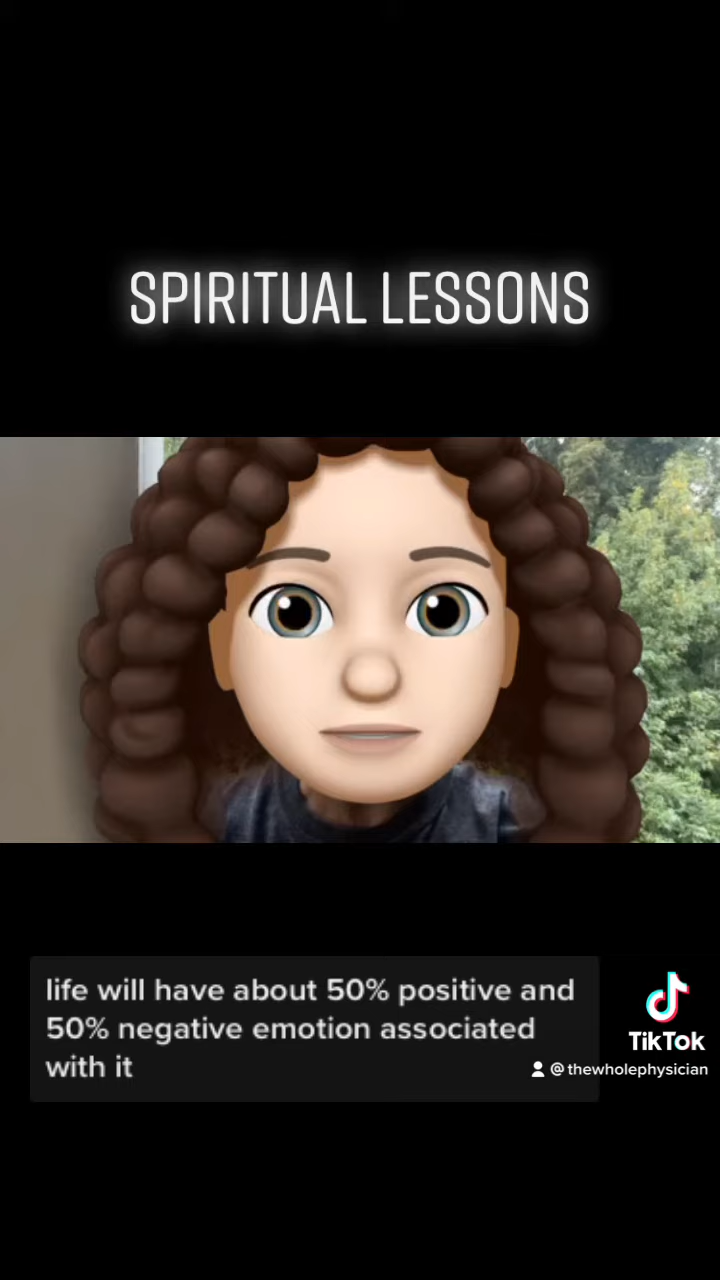 SPIRITUAL LESSONS
life will have about 50% positive and
50% negative emotion associated
with it
TikTok
@thewholephysician